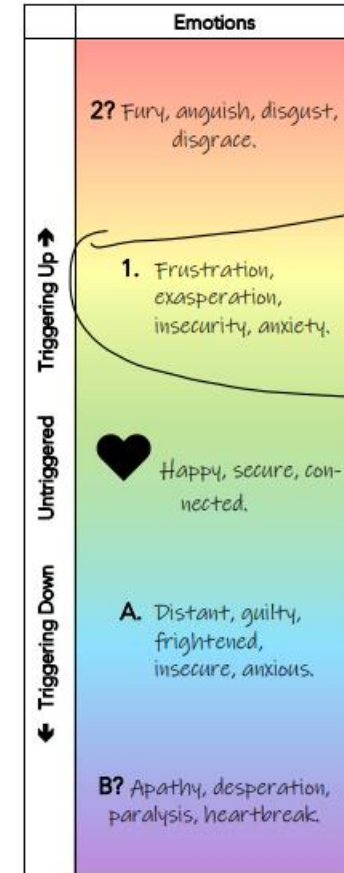 Emotions
2? Fury, anguish, disgust,
disgrace.
Triggering Up ↑
1. Frustration,
exasperation,
insecurity, anxiety.
Untriggered
Happy, secure, con-
nected.
← Triggering Down
A. Distant, guilty,
frightened,
insecure, anxious.
B? Apathy, desperation,
paralysis, heartbreak.